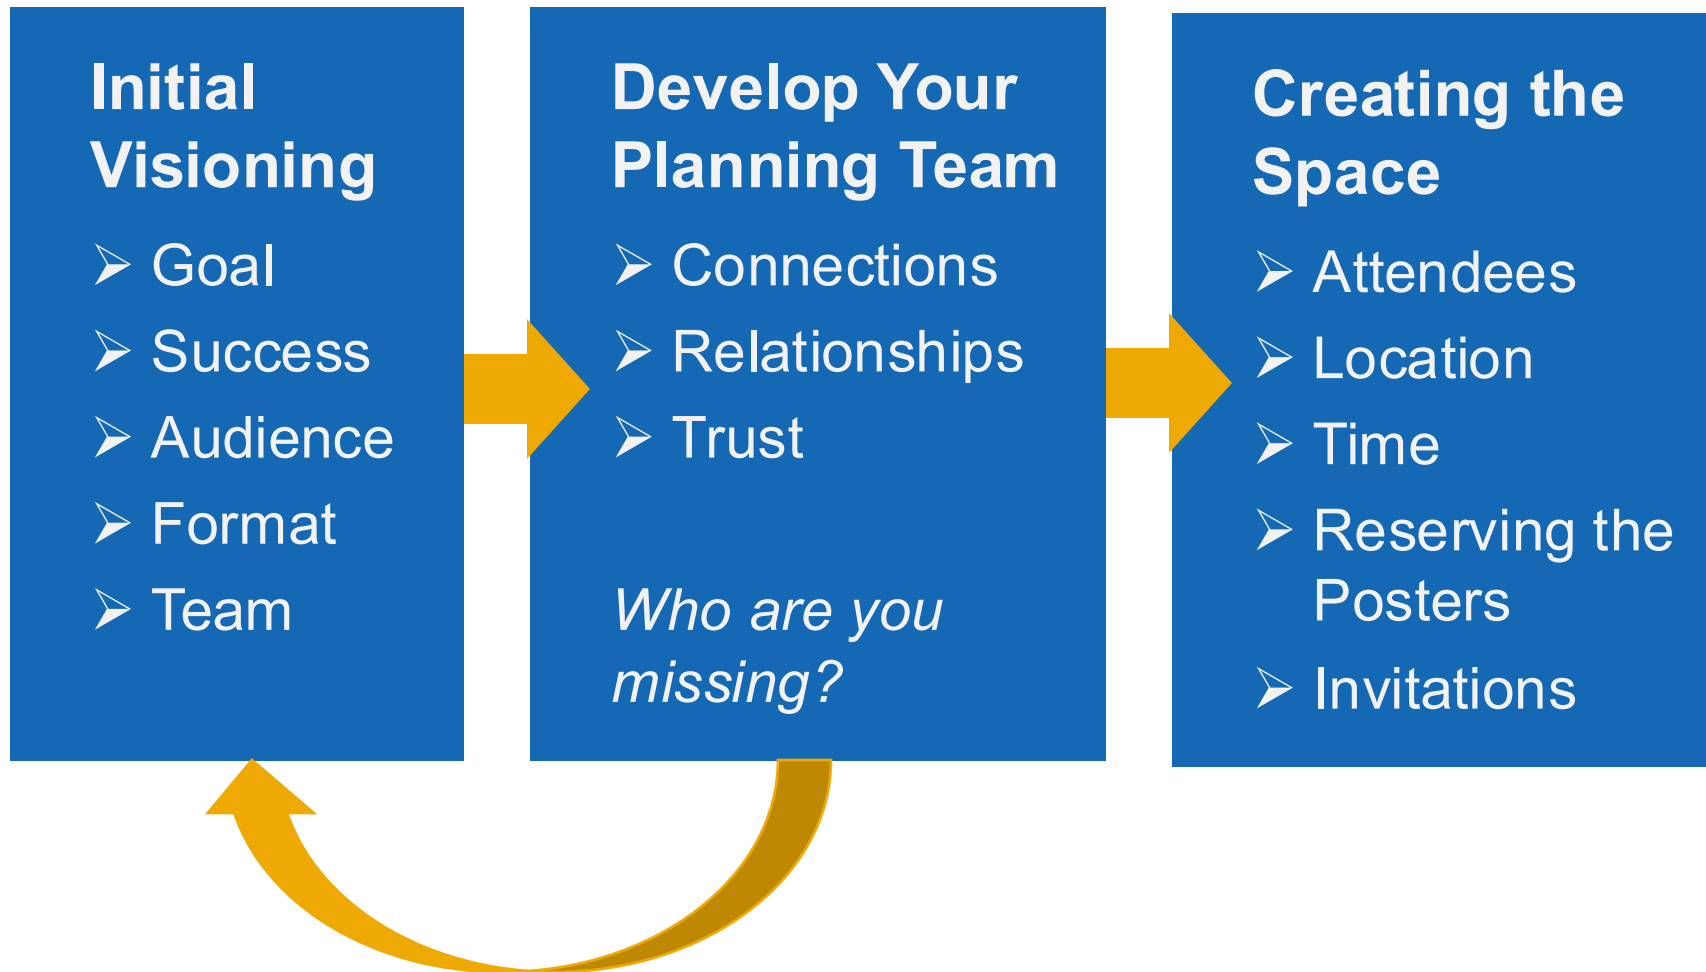 Initial
Visioning
Goal
Success
Audience
Format
Team
Develop Your
Planning Team
Connections
Relationships
Trust
Who are you
missing?
Creating the
Space
Attendees
Location
Time
Reserving the
Posters
Invitations